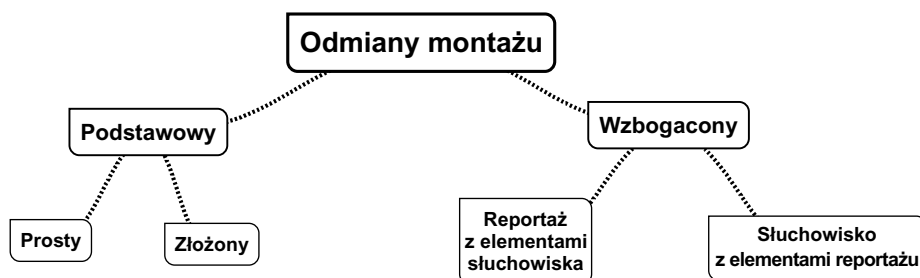 Odmiany montażu
Podstawowy
Wzbogacony
Prosty
Złożony
Reportaż
z elementami
słuchowiska
Słuchowisko
z elementami reportażu